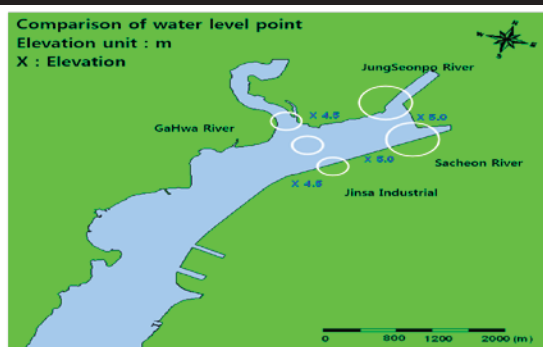 Comparison of water level point
Elevation unit : m
X : Elevation
N
JungSeonpo River
X 4.5
X 5.0
GaHwa River
X 5.0
Sacheon River
X 4.5
Jinsa Industrial
0 800 1200 2000 (m)